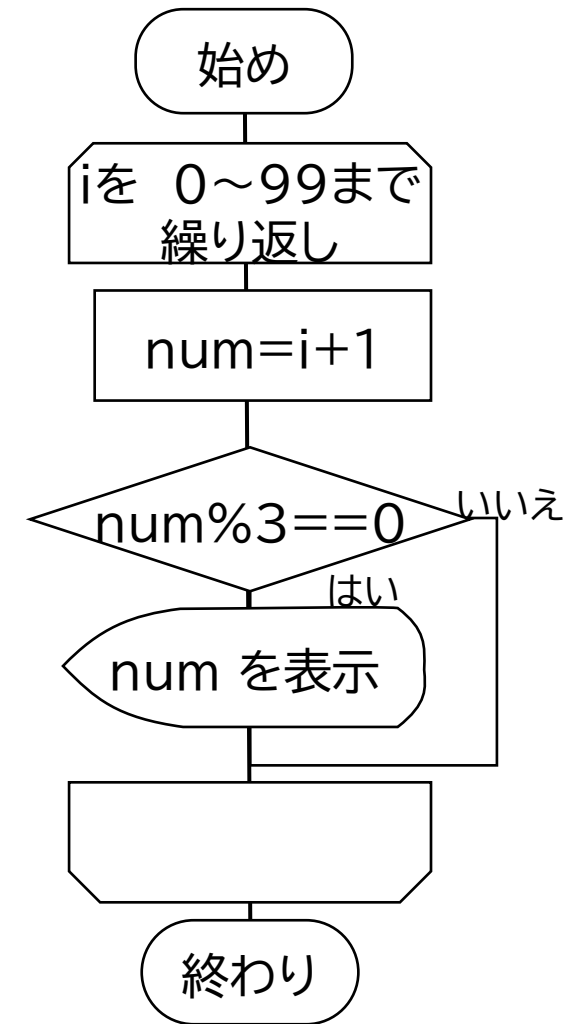 始め
iを　0～99まで
繰り返し
num=i+1
num%3==0
いいえ
はい
num を表示
終わり